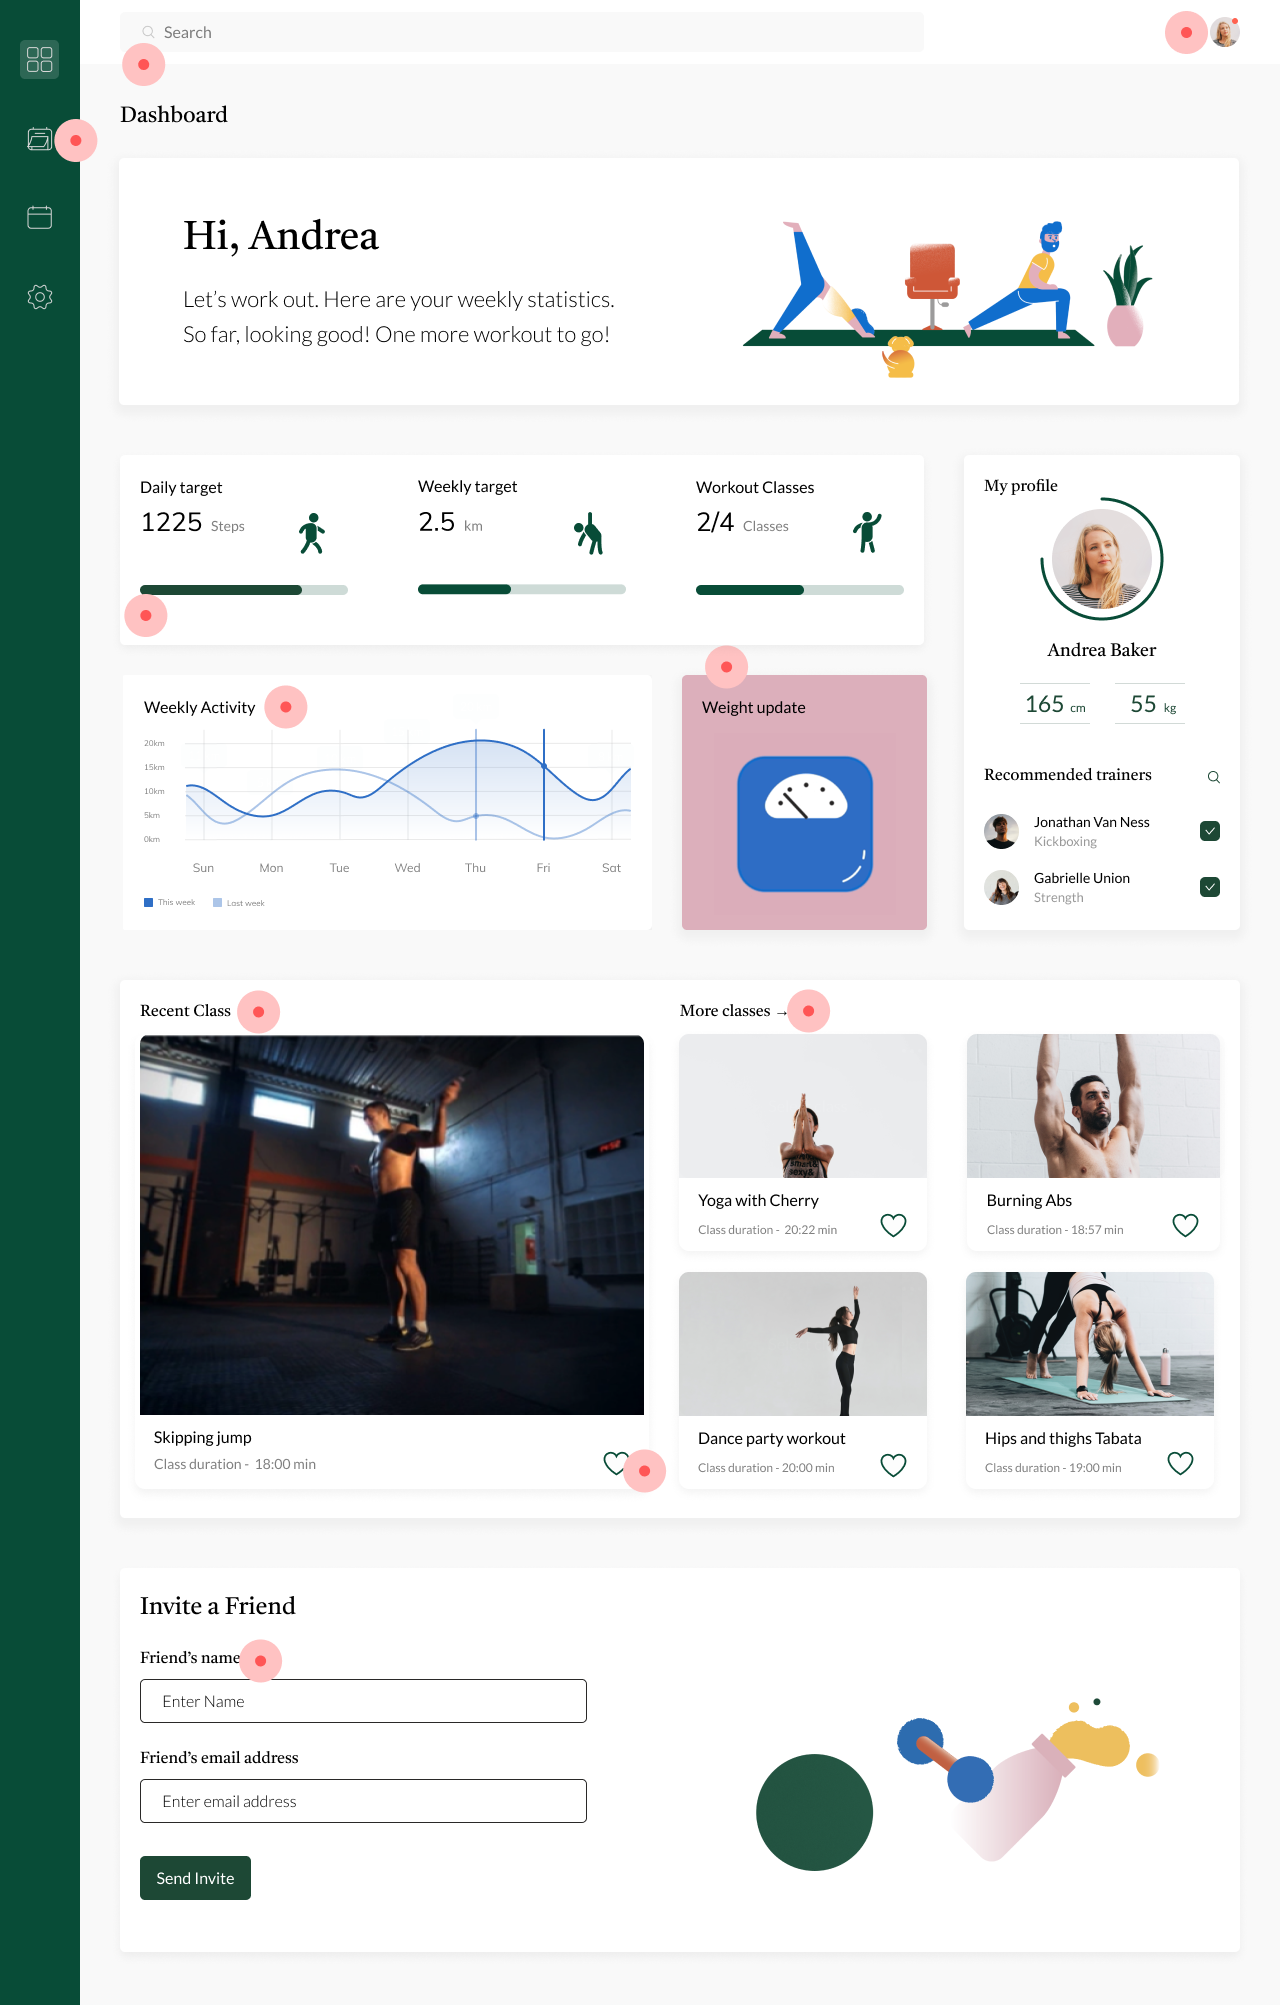 Search
Dashboard
Hi, Andrea
Let’s work out. Here are your weekly statistics.
So far, looking good! One more workout to go!
Daily target
1225 Steps
Weekly target
2.5 km
Workout Classes
2/4 Classes
My profile
Andrea Baker
165 cm
55 kg
Recommended trainers
Jonathan Van Ness
Kickboxing
Gabrielle Union
Strength
Weekly Activity
20km
15km
10km
5km
0km
Sun Mon Tue Wed Thu Fri Sat
This week Last week
Weight update
Recent Class
Skipping jump
Class duration - 18:00 min
More classes →
smart&
sexy&
Yoga with Cherry
Class duration - 20:22 min
Burning Abs
Class duration - 18:57 min
Dance party workout
Class duration - 20:00 min
Hips and thighs Tabata
Class duration - 19:00 min
Invite a Friend
Friend’s name
Enter Name
Friend’s email address
Enter email address
Send Invite